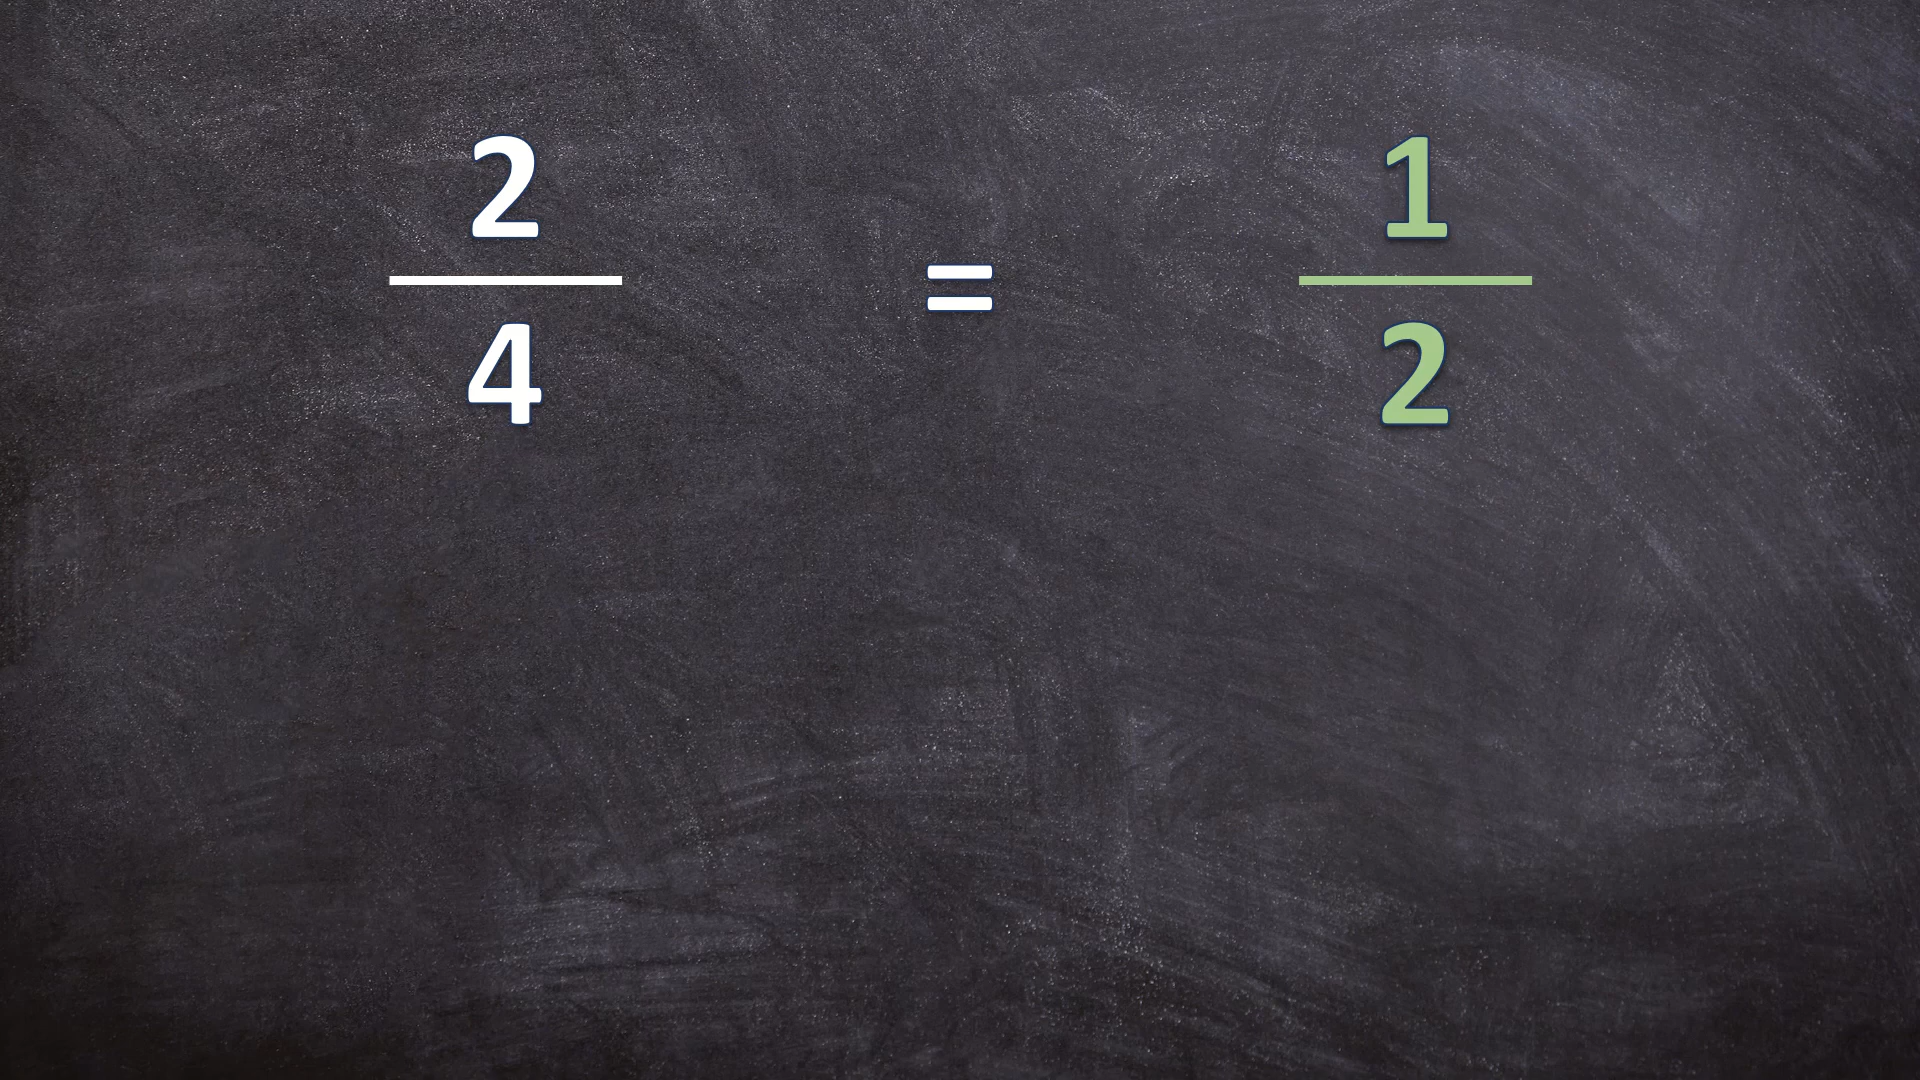 2/4 = 1/2